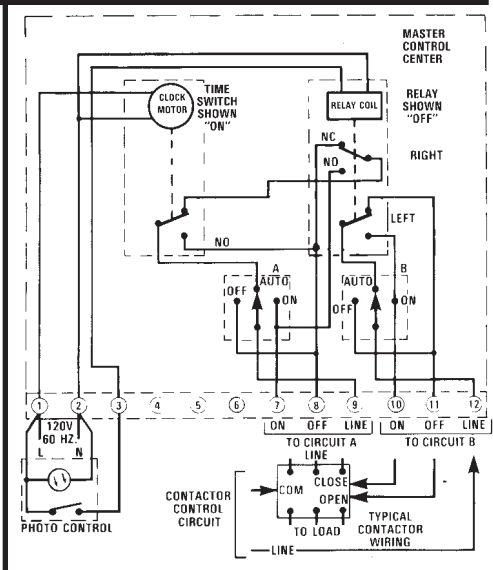 MASTER
CONTROL
CENTER
TIME
SWITCH
SHOWN
"ON"
CLOCK
MOTOR
RELAY COIL
RELAY
SHOWN
"OFF"
NC
NO
RIGHT
LEFT
NO
A
AUTO
OFF
ON
B
AUTO
OFF
ON
1 2 3 4 5 6 7 8 9 10 11 12
120V
60 HZ.
L N
ON OFF LINE ON OFF LINE
TO CIRCUIT A TO CIRCUIT B
PHOTO CONTROL
LINE
CONTACTOR
CONTROL
CIRCUIT
COM
CLOSE
OPEN
TO LOAD
TYPICAL
CONTACTOR
WIRING
LINE